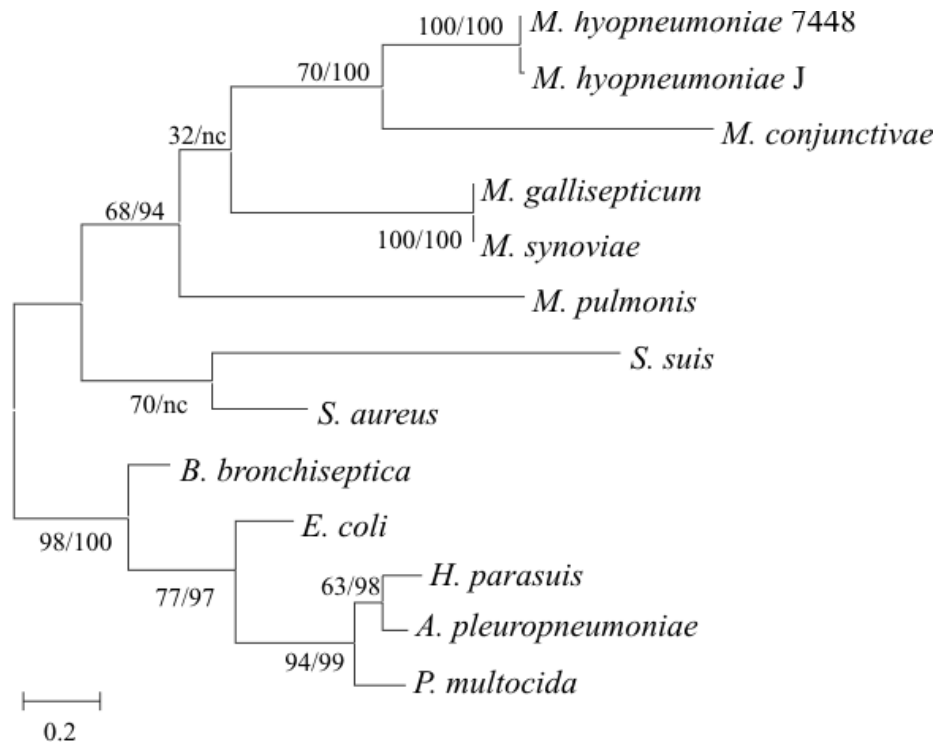 100/100
M. hyopneumoniae 7448
70/100
M. hyopneumoniae J
32/nc
M. conjunctivae
68/94
M. gallisepticum
100/100
M. synoviae
M. pulmonis
S. suis
70/nc
S. aureus
B. bronchiseptica
98/100
E. coli
77/97
63/98
H. parasuis
A. pleuropneumoniae
94/99
P. multocida
0.2